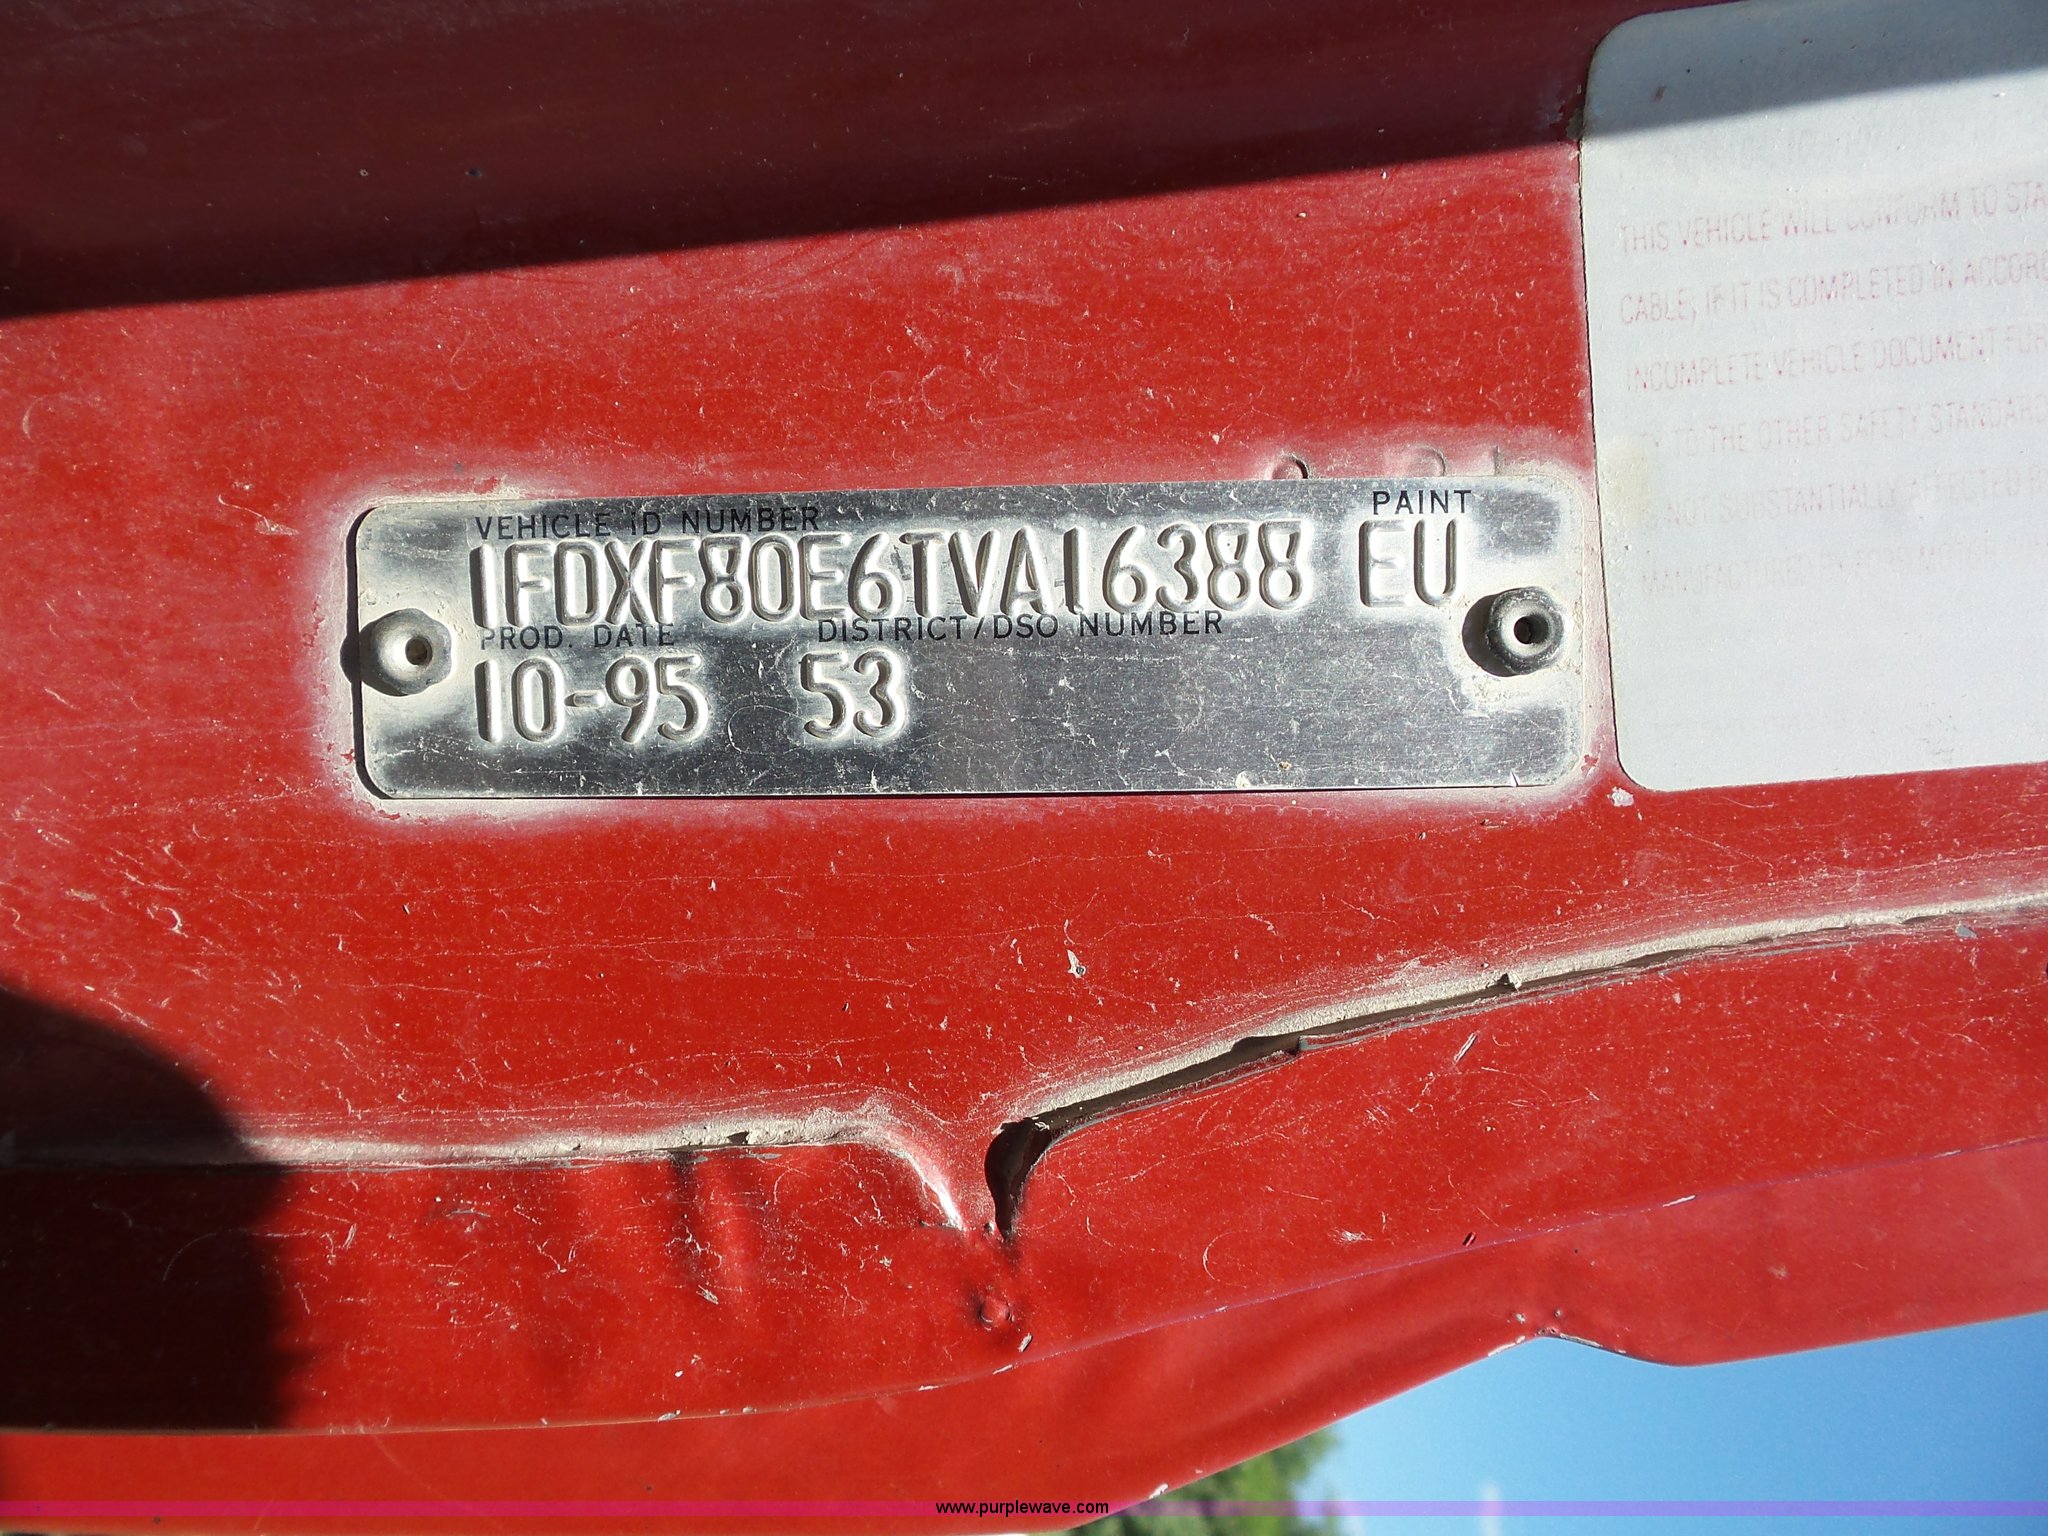 VEHICLE ID NUMBER PAINT
1FDXF80E6TVA16388 EU
PROD. DATE DISTRICT/DSO NUMBER
10-95 53
THIS VEHICLE WILL CONFORM TO STA
CABLE, IF IT IS COMPLETED IN ACCORD
INCOMPLETE VEHICLE DOCUMENT FUR
TY TO THE OTHER SAFETY STANDARD
NOT SUBSTANTIALLY AFFECTED
www.purplewave.com